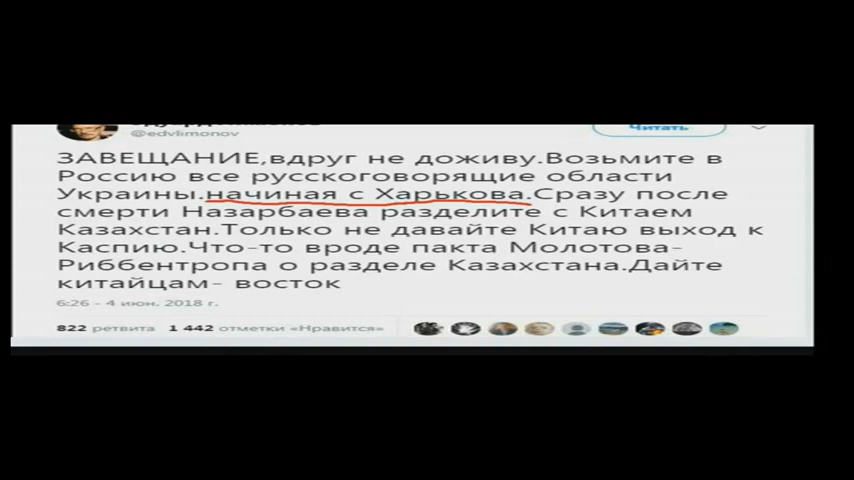 @edvlimonov
Читать
ЗАВЕЩАНИЕ,вдруг не доживу.Возьмите в
Россию все русскоговорящие области
Украины.начиная с Харькова.Сразу после
смерти Назарбаева разделите с Китаем
Казахстан.Только не давайте Китаю выход к
Каспию.Что-то вроде пакта Молотова-
Риббентропа о разделе Казахстана.Дайте
китайцам- восток
6:26 - 4 июн. 2018 г.
822 ретвита 1 442 отметки «Нравится»